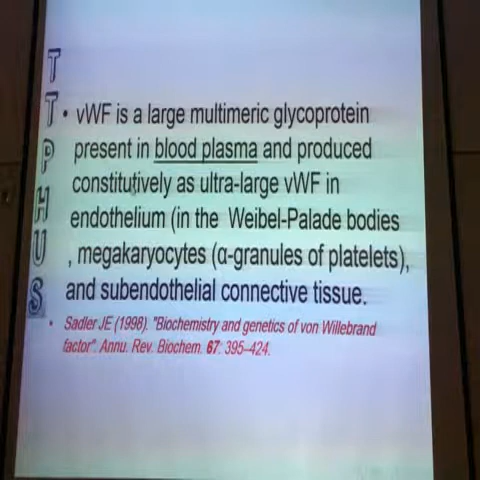 T
T
P
H
U
S
• vWF is a large multimeric glycoprotein
present in blood plasma and produced
constitutively as ultra-large vWF in
endothelium (in the Weibel-Palade bodies
, megakaryocytes (α-granules of platelets),
and subendothelial connective tissue.
• Sadler JE (1998). "Biochemistry and genetics of von Willebrand
factor". Annu. Rev. Biochem. 67: 395–424.